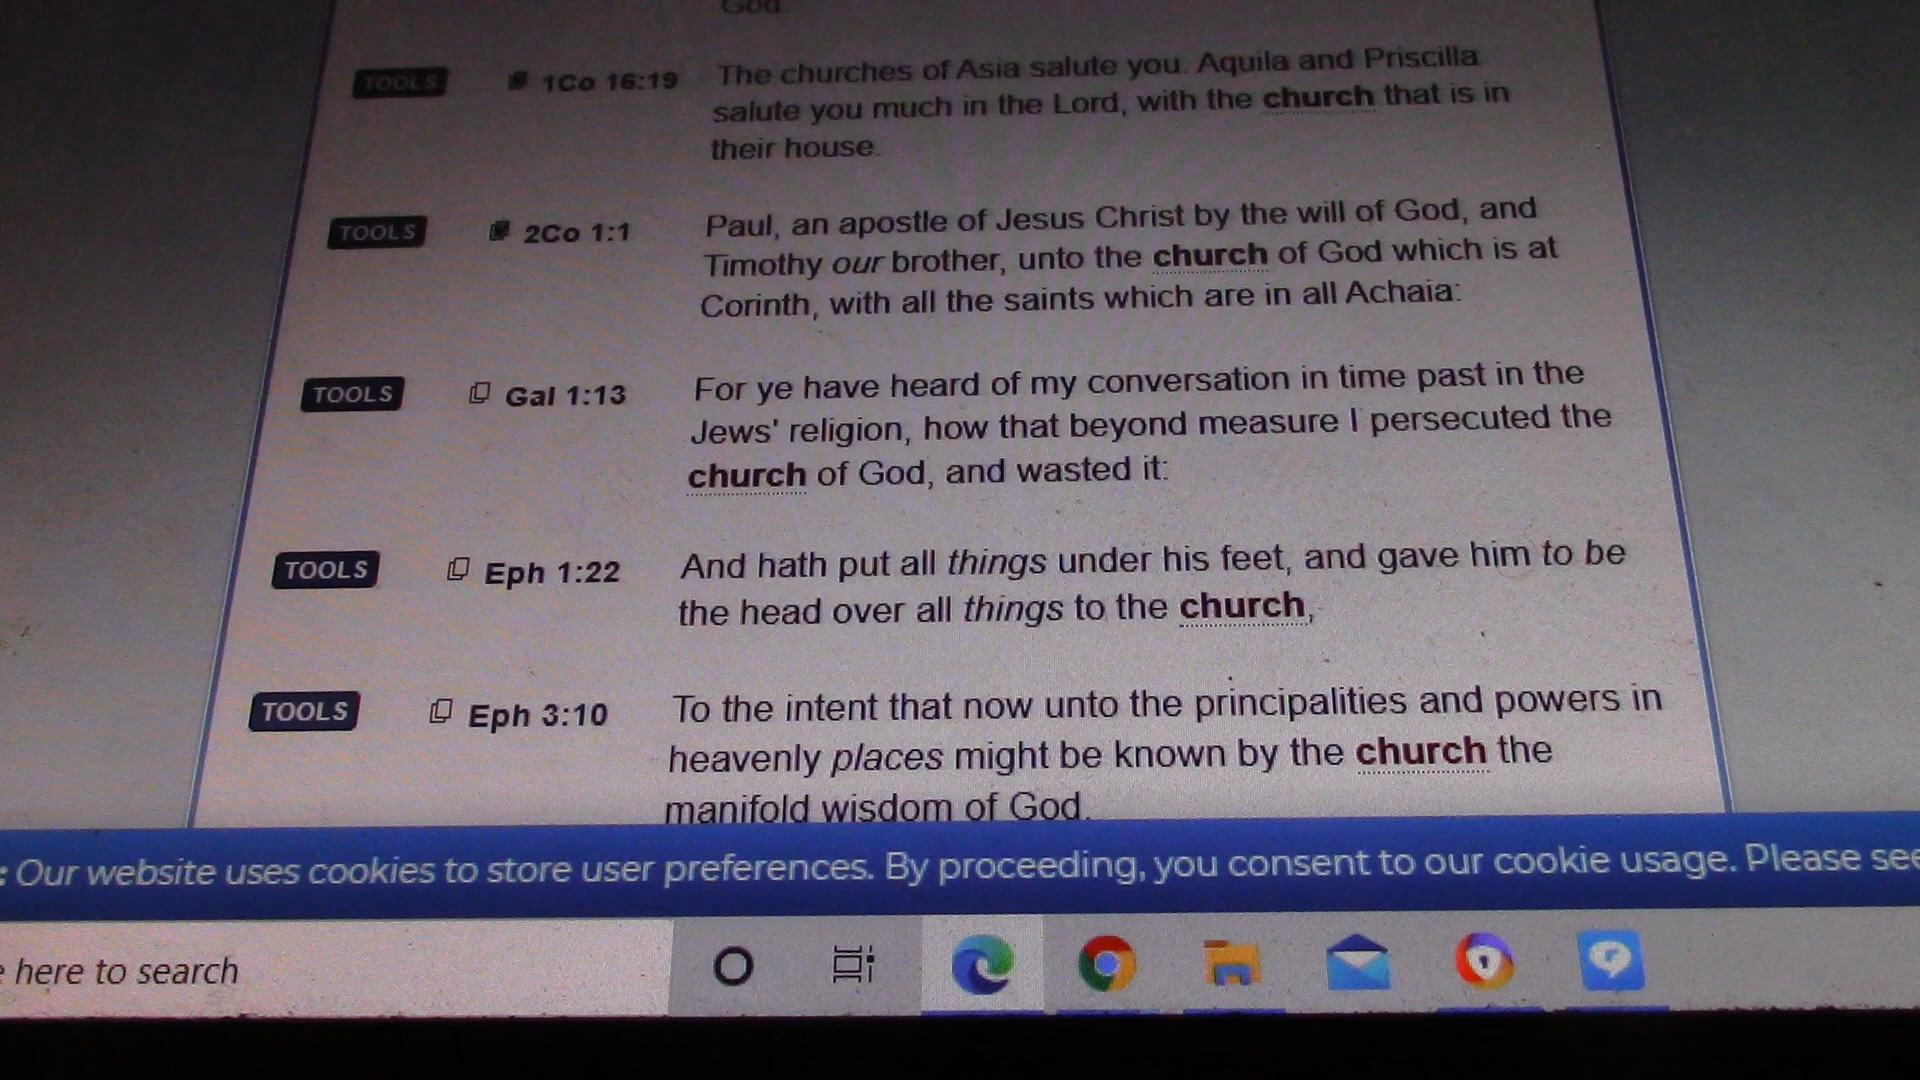 God.
TOOLS 1Co 16:19 The churches of Asia salute you. Aquila and Priscilla
salute you much in the Lord, with the church that is in
their house.
TOOLS 2Co 1:1 Paul, an apostle of Jesus Christ by the will of God, and
Timothy our brother, unto the church of God which is at
Corinth, with all the saints which are in all Achaia:
TOOLS Gal 1:13 For ye have heard of my conversation in time past in the
Jews' religion, how that beyond measure I persecuted the
church of God, and wasted it:
TOOLS Eph 1:22 And hath put all things under his feet, and gave him to be
the head over all things to the church,
TOOLS Eph 3:10 To the intent that now unto the principalities and powers in
heavenly places might be known by the church the
manifold wisdom of God.
: Our website uses cookies to store user preferences. By proceeding, you consent to our cookie usage. Please see
here to search